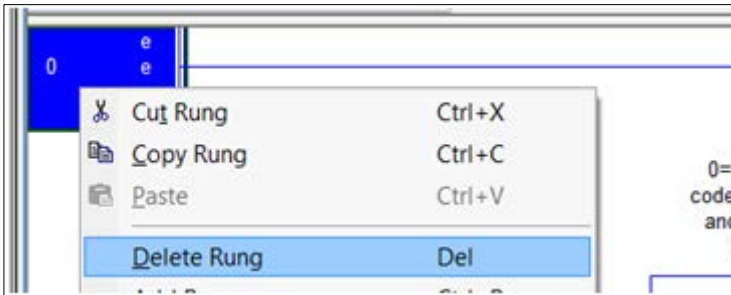 e
0 e
Cut Rung Ctrl+X
Copy Rung Ctrl+C
Paste Ctrl+V
0=
code
and
Delete Rung Del